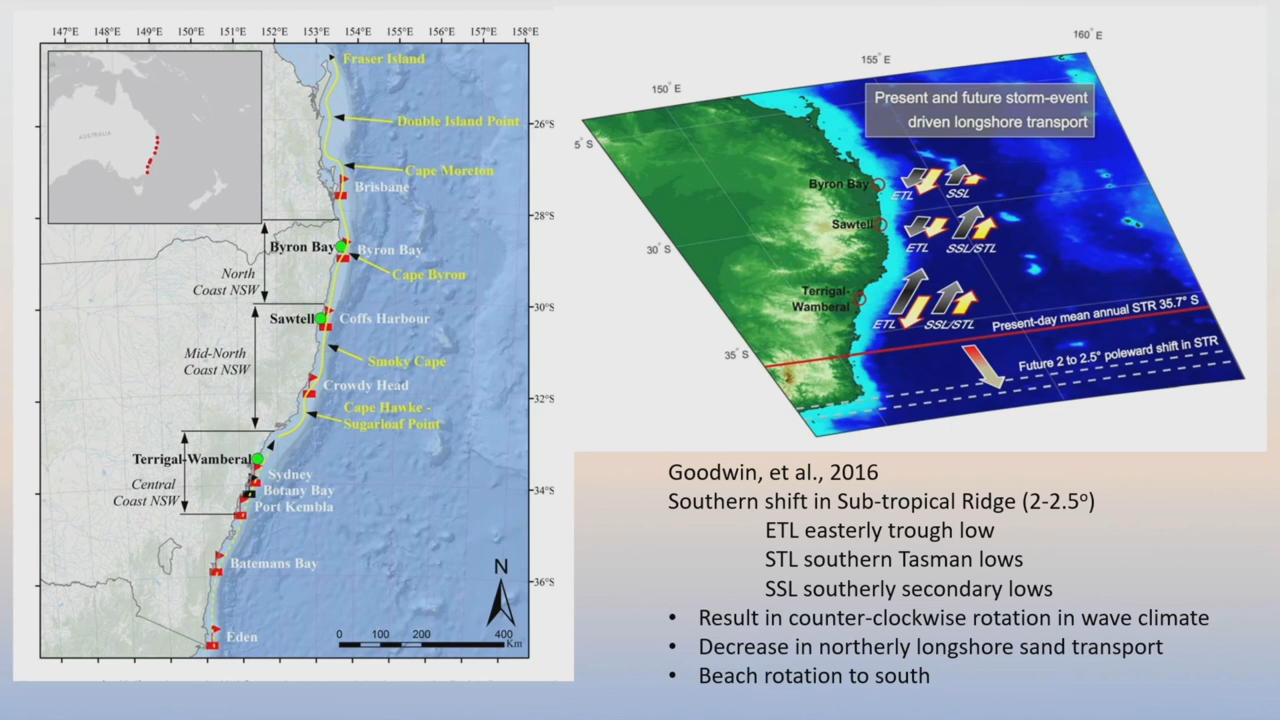 147°E 148°E 149°E 150°E 151°E 152°E 153°E 154°E 155°E 156°E 157°E 158°E
AUSTRALIA
Fraser Island
Double Island Point
26°S
Cape Moreton
Brisbane
28°S
Byron Bay
Byron Bay
Cape Byron
North
Coast NSW
30°S
Sawtell
Coffs Harbour
Mid-North
Coast NSW
Smoky Cape
Crowdy Head
32°S
Cape Hawke -
Sugarloaf Point
Terrigal-Wamberal
Sydney
Central
Coast NSW
Botany Bay
34°S
Port Kembla
Batemans Bay
N
36°S
Eden
0 100 200 400
Km
160° E
155° E
150° E
5° S
30° S
35° S
Present and future storm-event
driven longshore transport
Byron Bay
ETL
SSL
Sawtell
ETL
SSL/STL
Terrigal-
Wamberal
ETL
SSL/STL
Present-day mean annual STR 35.7° S
Future 2 to 2.5° poleward shift in STR
Goodwin, et al., 2016
Southern shift in Sub-tropical Ridge (2-2.5º)
ETL easterly trough low
STL southern Tasman lows
SSL southerly secondary lows
• Result in counter-clockwise rotation in wave climate
• Decrease in northerly longshore sand transport
• Beach rotation to south